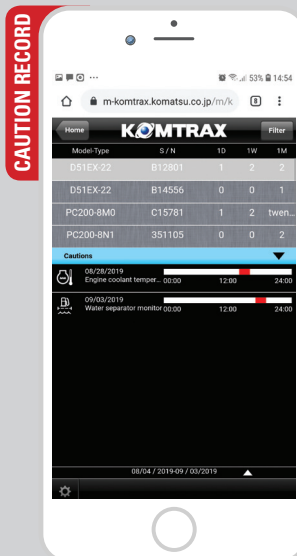 CAUTION RECORD
53% 14:54
m-komtrax.komatsu.co.jp/m/k 8
Home KOMTRAX Filter
Model-Type S / N 1D 1W 1M
D51EX-22 B12801 1 2 2
D51EX-22 B14556 0 0 1
PC200-8M0 C15781 1 2 twen...
PC200-8N1 351105 0 0 2
Cautions
08/28/2019
Engine coolant temper... 00:00 12:00 24:00
09/03/2019
Water separator monitor 00:00 12:00 24:00
08/04 / 2019-09 / 03/2019